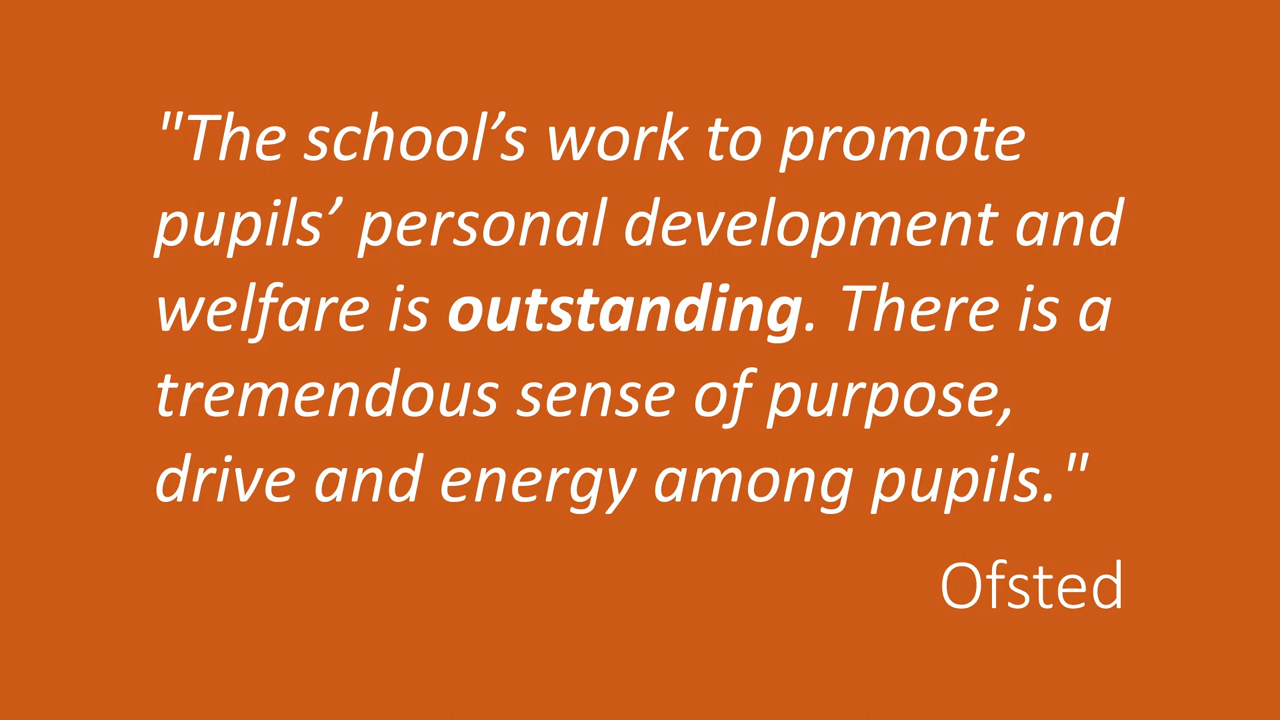 "The school’s work to promote
pupils’ personal development and
welfare is outstanding. There is a
tremendous sense of purpose,
drive and energy among pupils."
Ofsted